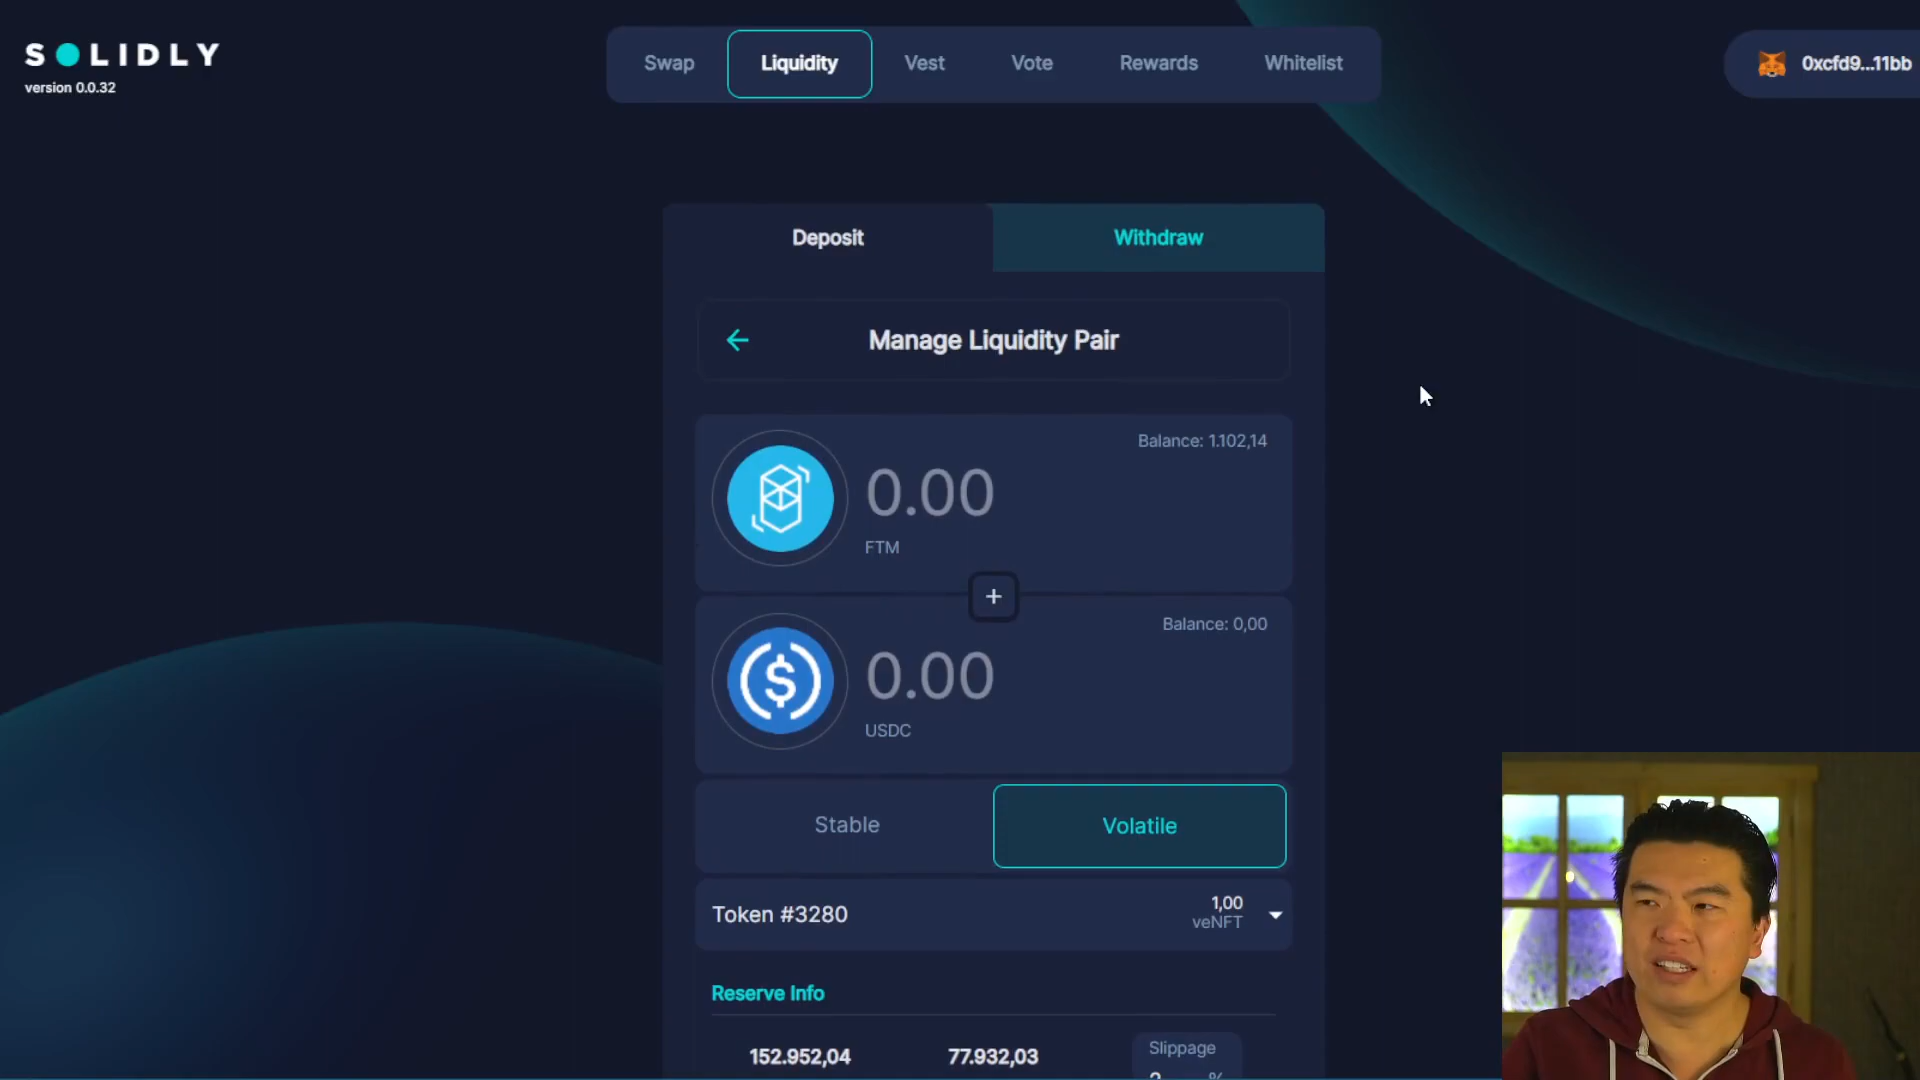 SOLIDLY
version 0.0.32
Swap
Liquidity
Vest
Vote
Rewards
Whitelist
0xcfd9...11bb
Deposit
Withdraw
Manage Liquidity Pair
Balance: 1.102,14
0.00
FTM
+
Balance: 0,00
0.00
USDC
Stable
Volatile
Token #3280
1,00
veNFT
Reserve Info
152.952,04
77.932,03
Slippage